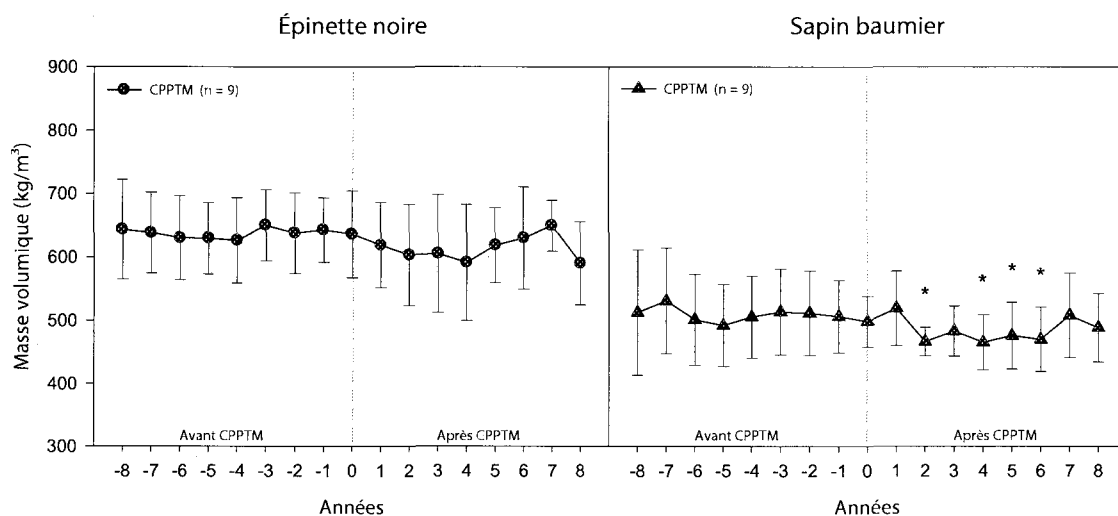 Épinette noire
Sapin baumier
Masse volumique (kg/m³)
900
800
700
600
500
400
300
CPPTM (n = 9)
CPPTM (n = 9)
* * * *
Avant CPPTM Après CPPTM
Avant CPPTM Après CPPTM
-8 -7 -6 -5 -4 -3 -2 -1 0 1 2 3 4 5 6 7 8
-8 -7 -6 -5 -4 -3 -2 -1 0 1 2 3 4 5 6 7 8
Années
Années